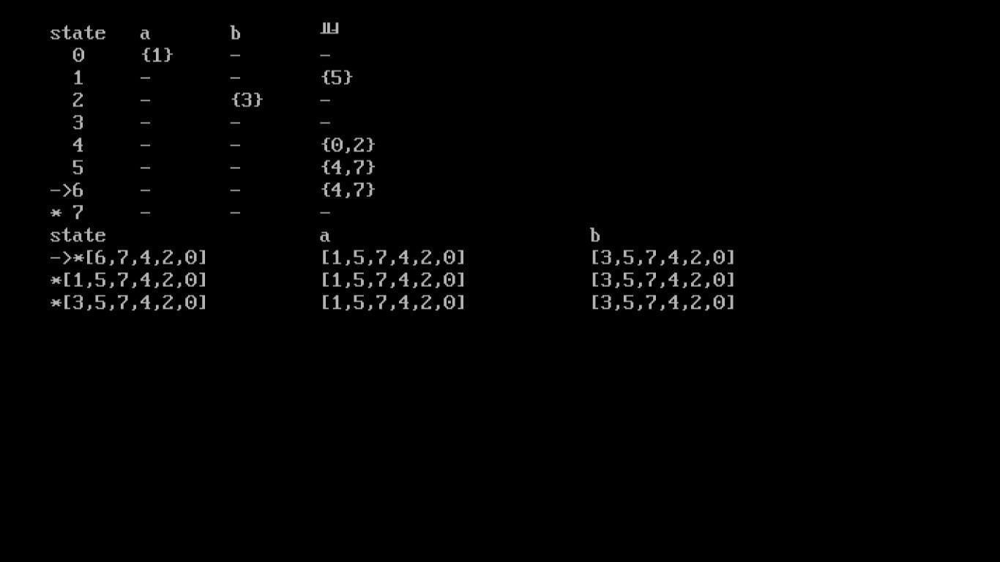 state a b ╨╡
0 {1} - -
1 - - {5}
2 - {3} -
3 - - -
4 - - {0,2}
5 - - {4,7}
->6 - - {4,7}
* 7 - - -
state a b
->*[6,7,4,2,0] [1,5,7,4,2,0] [3,5,7,4,2,0]
*[1,5,7,4,2,0] [1,5,7,4,2,0] [3,5,7,4,2,0]
*[3,5,7,4,2,0] [1,5,7,4,2,0] [3,5,7,4,2,0]